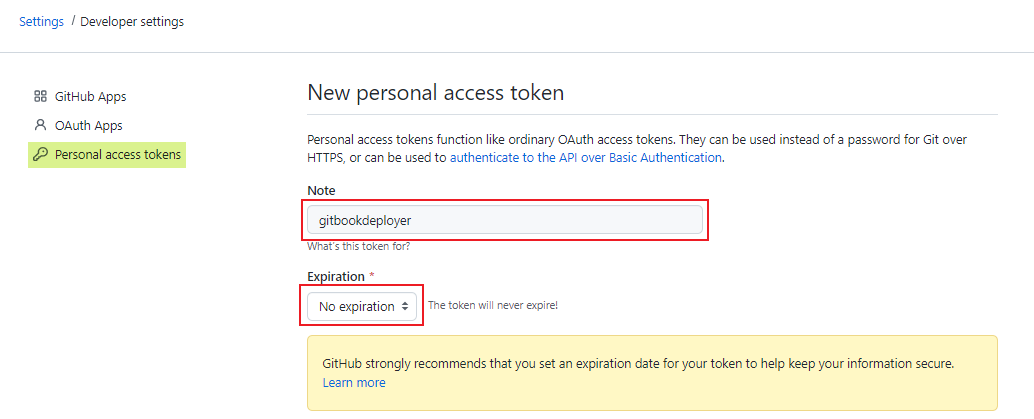 Settings / Developer settings
GitHub Apps
OAuth Apps
Personal access tokens
New personal access token
Personal access tokens function like ordinary OAuth access tokens. They can be used instead of a password for Git over
HTTPS, or can be used to authenticate to the API over Basic Authentication.
Note
gitbookdeployer
What's this token for?
Expiration *
No expiration The token will never expire!
GitHub strongly recommends that you set an expiration date for your token to help keep your information secure.
Learn more